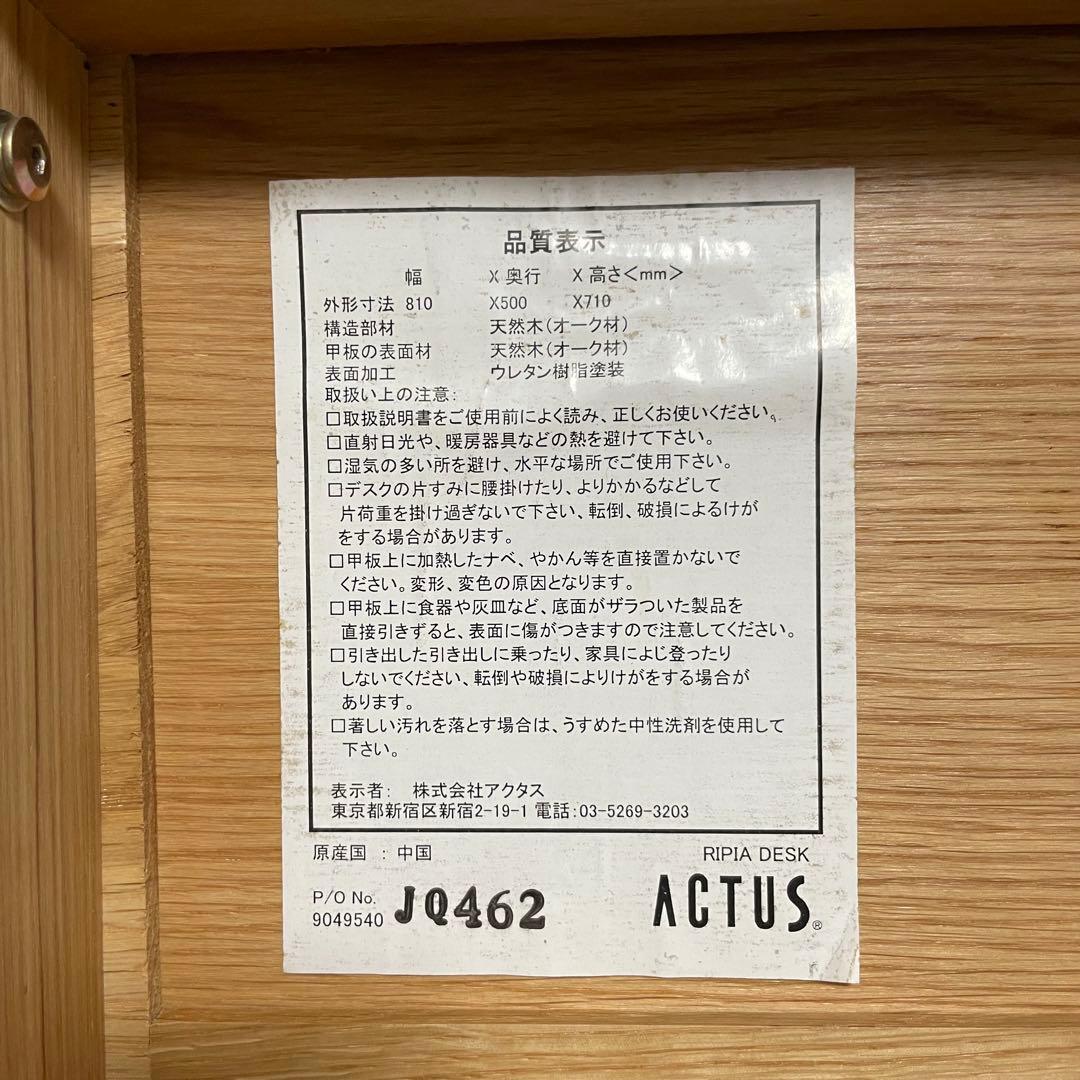 品質表示
幅 X 奥行 X 高さ<mm>
外形寸法 810 X500 X710
構造部材 天然木(オーク材)
甲板の表面材 天然木(オーク材)
表面加工 ウレタン樹脂塗装
取扱い上の注意:
□取扱説明書をご使用前によく読み、正しくお使いください。
□直射日光や、暖房器具などの熱を避けて下さい。
□湿気の多い所を避け、水平な場所でご使用下さい。
□デスクの片すみに腰掛けたり、よりかかるなどして
片荷重を掛け過ぎないで下さい、転倒、破損によるけが
をする場合があります。
□甲板上に加熱したナベ、やかん等を直接置かないで
ください。変形、変色の原因となります。
□甲板上に食器や灰皿など、底面がザラついた製品を
直接引きずると、表面に傷がつきますので注意してください。
□引き出した引き出しに乗ったり、家具によじ登ったり
しないでください、転倒や破損によりけがをする場合が
あります。
□著しい汚れを落とす場合は、うすめた中性洗剤を使用して
下さい。
表示者: 株式会社アクタス
東京都新宿区新宿2-19-1 電話:03-5269-3203
原産国 : 中国 RIPIA DESK
P/O No. JQ462 ACTUS®
9049540